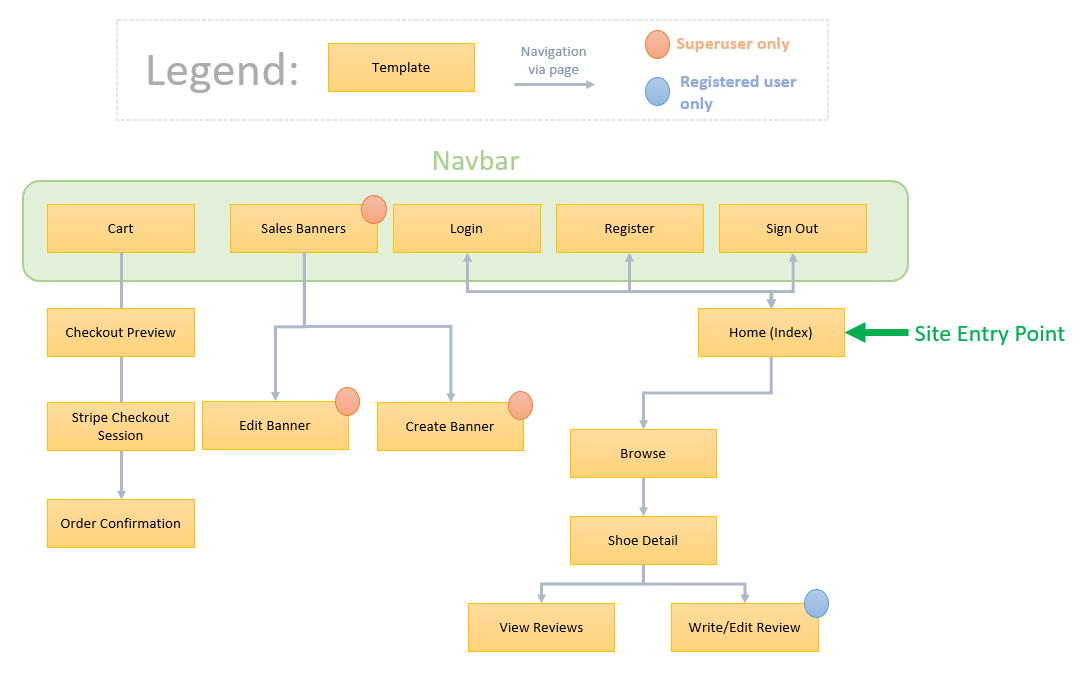 Legend:
Template
Navigation
via page
Superuser only
Registered user
only
Navbar
Cart
Sales Banners
Login
Register
Sign Out
Checkout Preview
Home (Index)
Site Entry Point
Stripe Checkout
Session
Edit Banner
Create Banner
Browse
Order Confirmation
Shoe Detail
View Reviews
Write/Edit Review